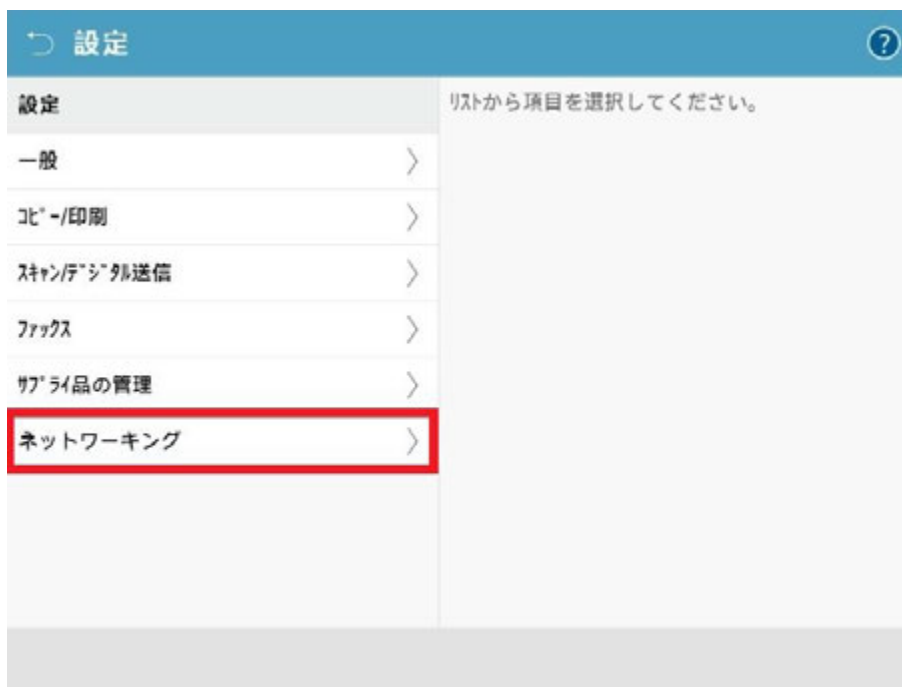 設定
?
設定
リストから項目を選択してください。
一般
コピー/印刷
スキャン/デジタル送信
ファックス
サプライ品の管理
ネットワーキング